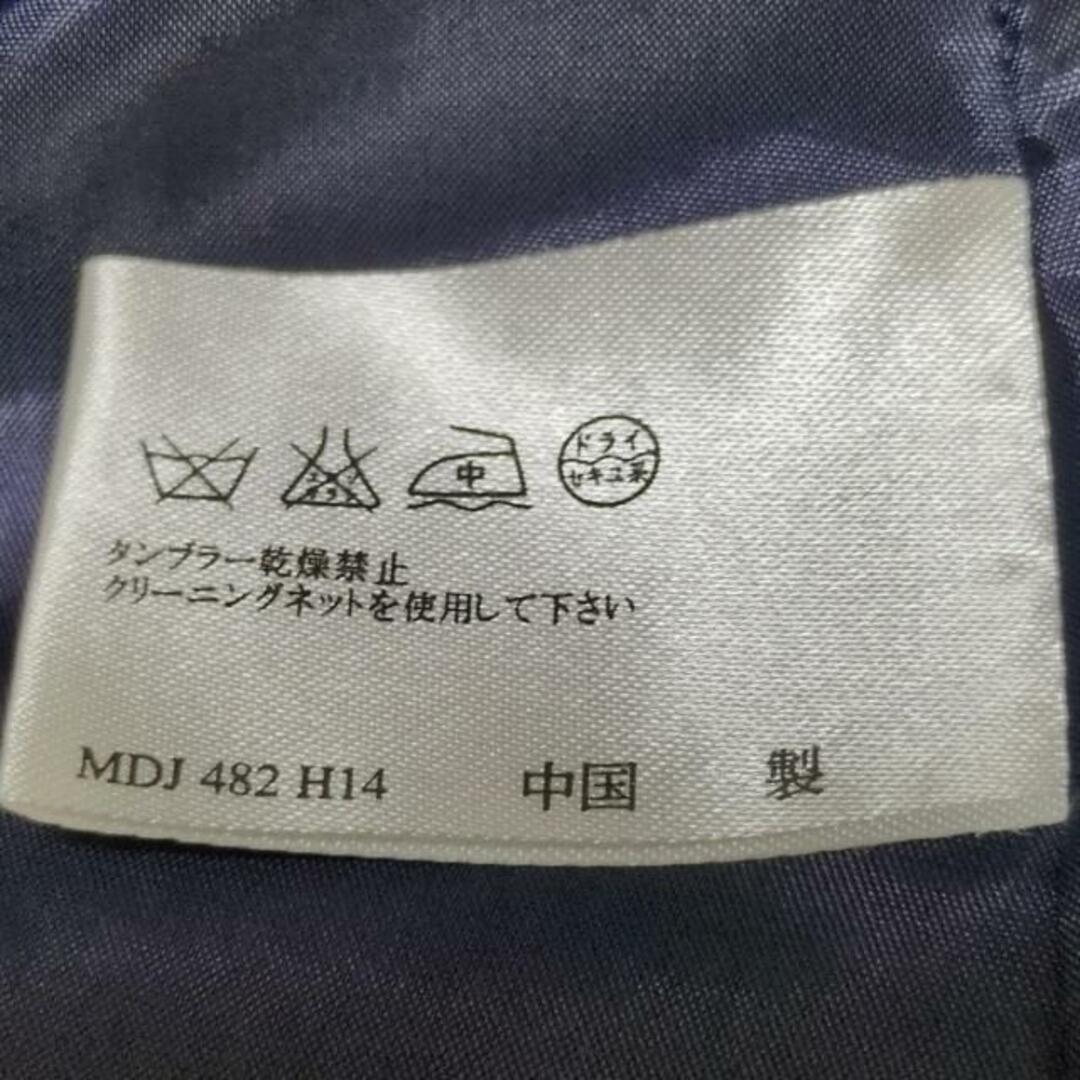 中 ドライ
セキユ系
タンブラー乾燥禁止
クリーニングネットを使用して下さい
MDJ 482 H14 中国 製